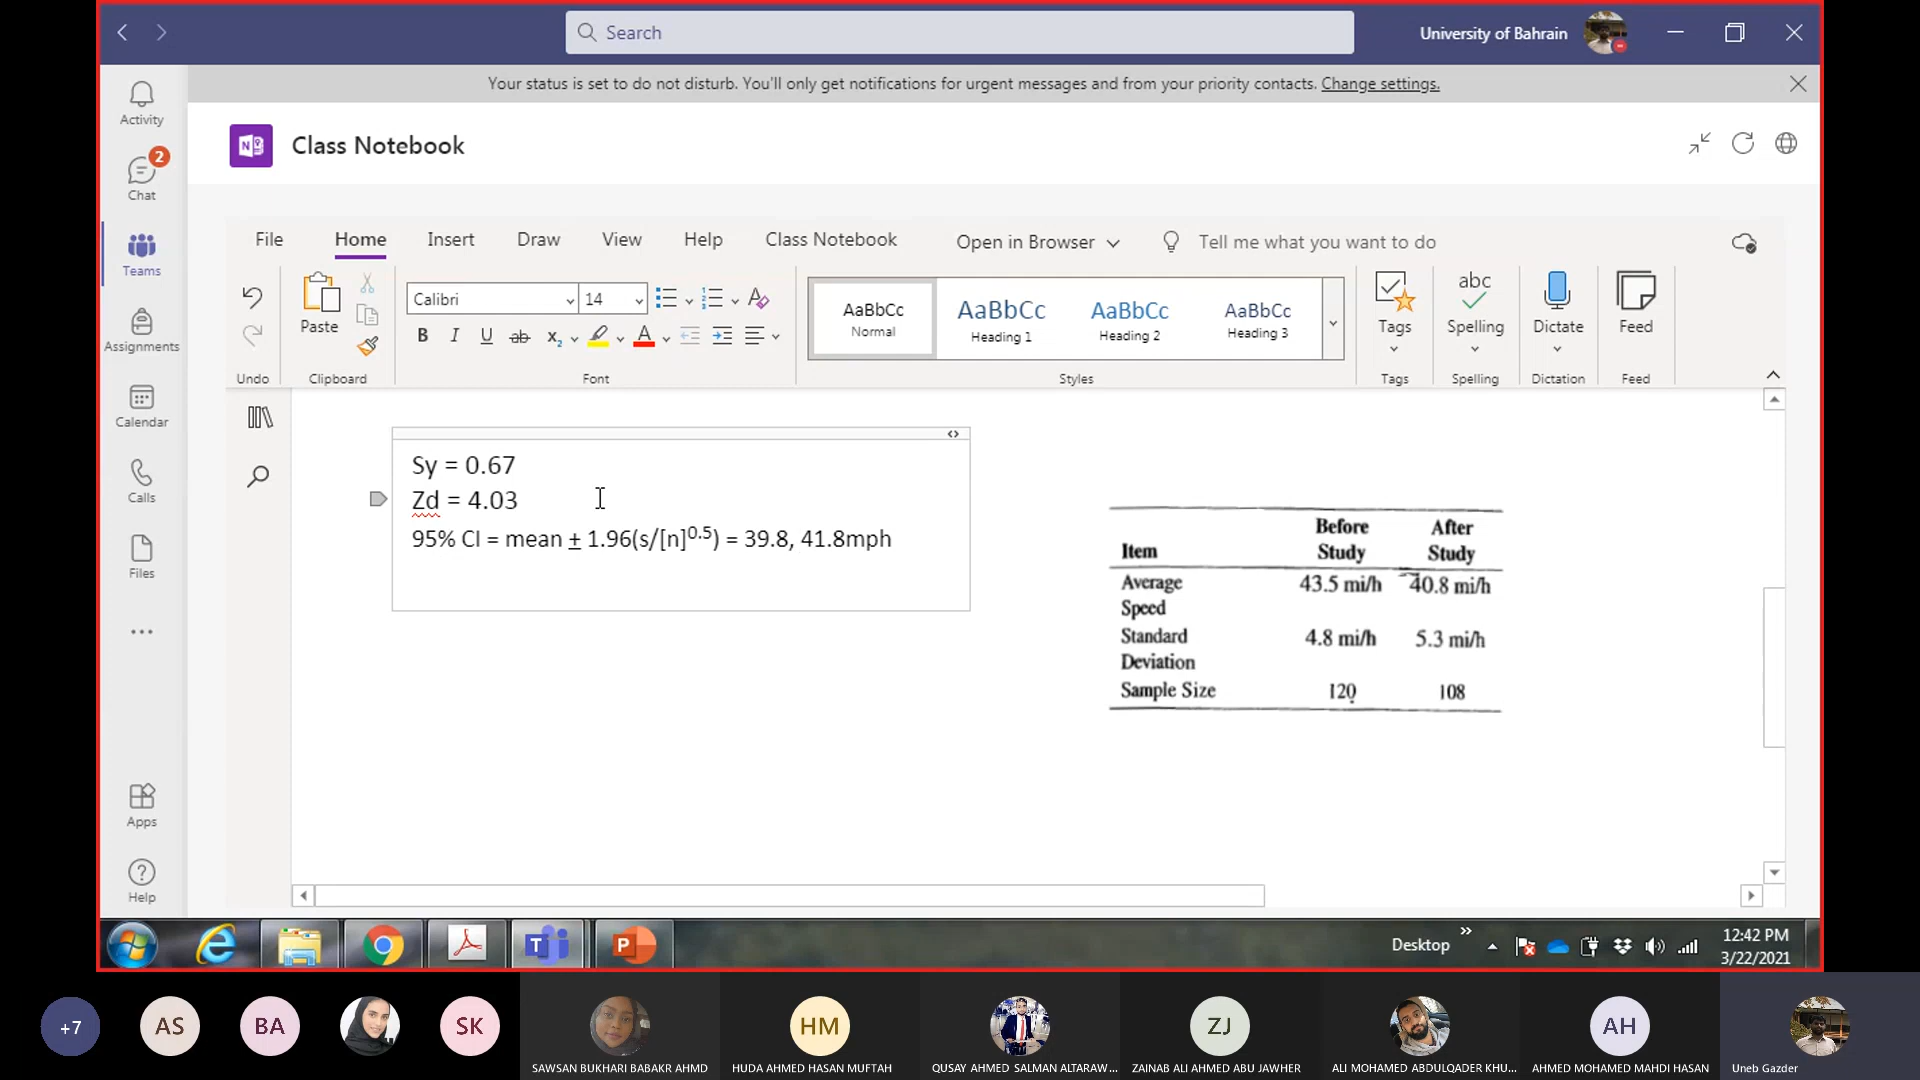 Search
University of Bahrain
Your status is set to do not disturb. You'll only get notifications for urgent messages and from your priority contacts. Change settings.
Activity
2
Chat
Teams
Assignments
Calendar
Calls
Files
Apps
Help
Class Notebook
File Home Insert Draw View Help Class Notebook Open in Browser Tell me what you want to do
Paste
Calibri 14
B I U ab x2 A
AaBbCc AaBbCc AaBbCc AaBbCc
Normal Heading 1 Heading 2 Heading 3
Tags
abc
Spelling
Dictate
Feed
Undo Clipboard Font Styles Tags Spelling Dictation Feed
Sy = 0.67
Zd = 4.03
95% CI = mean ± 1.96(s/[n]^0.5) = 39.8, 41.8mph
Item Before Study After Study
Average Speed 43.5 mi/h 40.8 mi/h
Standard Deviation 4.8 mi/h 5.3 mi/h
Sample Size 120 108
Desktop
12:42 PM
3/22/2021
+7 AS BA SK HM ZJ AH
SAWSAN BUKHARI BABAKR AHMD
HUDA AHMED HASAN MUFTAH
QUSAY AHMED SALMAN ALTARAW...
ZAINAB ALI AHMED ABU JAWHER
ALI MOHAMED ABDULQADER KHU...
AHMED MOHAMED MAHDI HASAN
Uneb Gazder